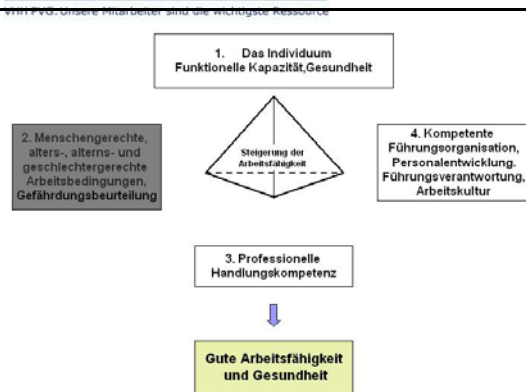 VHH PVG: Unsere Mitarbeiter sind die wichtigste Ressource
1. Das Individuum
Funktionelle Kapazität,Gesundheit
2. Menschengerechte,
alters-, alterns- und
geschlechtergerechte
Arbeitsbedingungen,
Gefährdungsbeurteilung
Steigerung der
Arbeitsfähigkeit
4. Kompetente
Führungsorganisation,
Personalentwicklung.
Führungsverantwortung,
Arbeitskultur
3. Professionelle
Handlungskompetenz
Gute Arbeitsfähigkeit
und Gesundheit